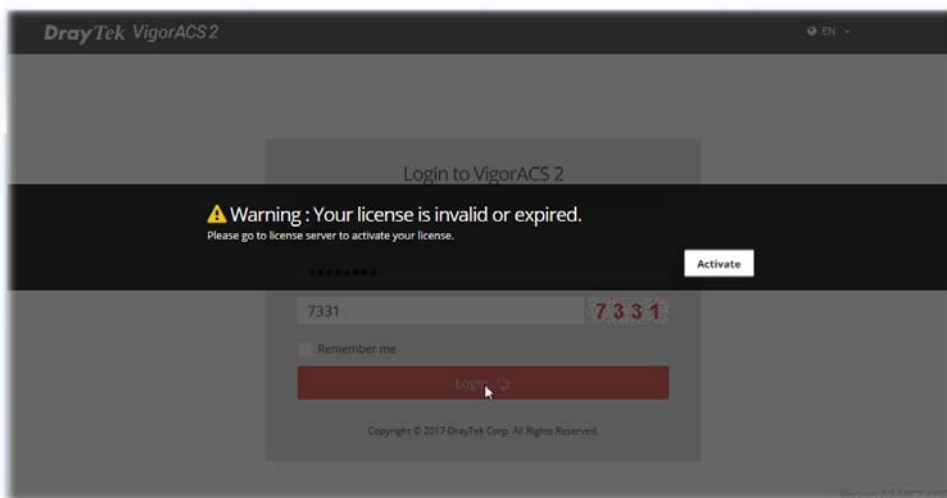 DrayTek VigorACS 2
EN
Login to VigorACS 2
Warning : Your license is invalid or expired.
Please go to license server to activate your license.
Activate
7331
7331
Remember me
Login
Copyright © 2017 DrayTek Corp. All Rights Reserved.